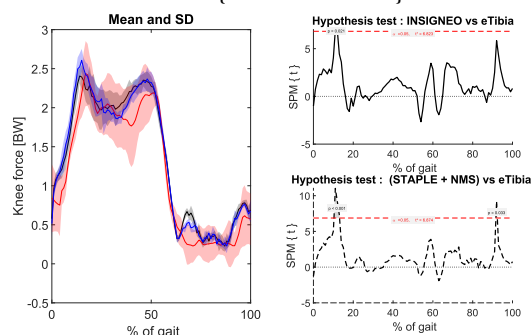 Mean and SD
Knee force [BW]
3
2.5
2
1.5
1
0.5
0
-0.5
0 50 100
% of gait
Hypothesis test : INSIGNEO vs eTibia
SPM { t }
5
0
-5
p = 0.021
0 20 40 60 80 100
% of gait
Hypothesis test : (STAPLE + NMS) vs eTibia
SPM { t }
10
5
0
-5
p < 0.001
p = 0.003
0 20 40 60 80 100
% of gait